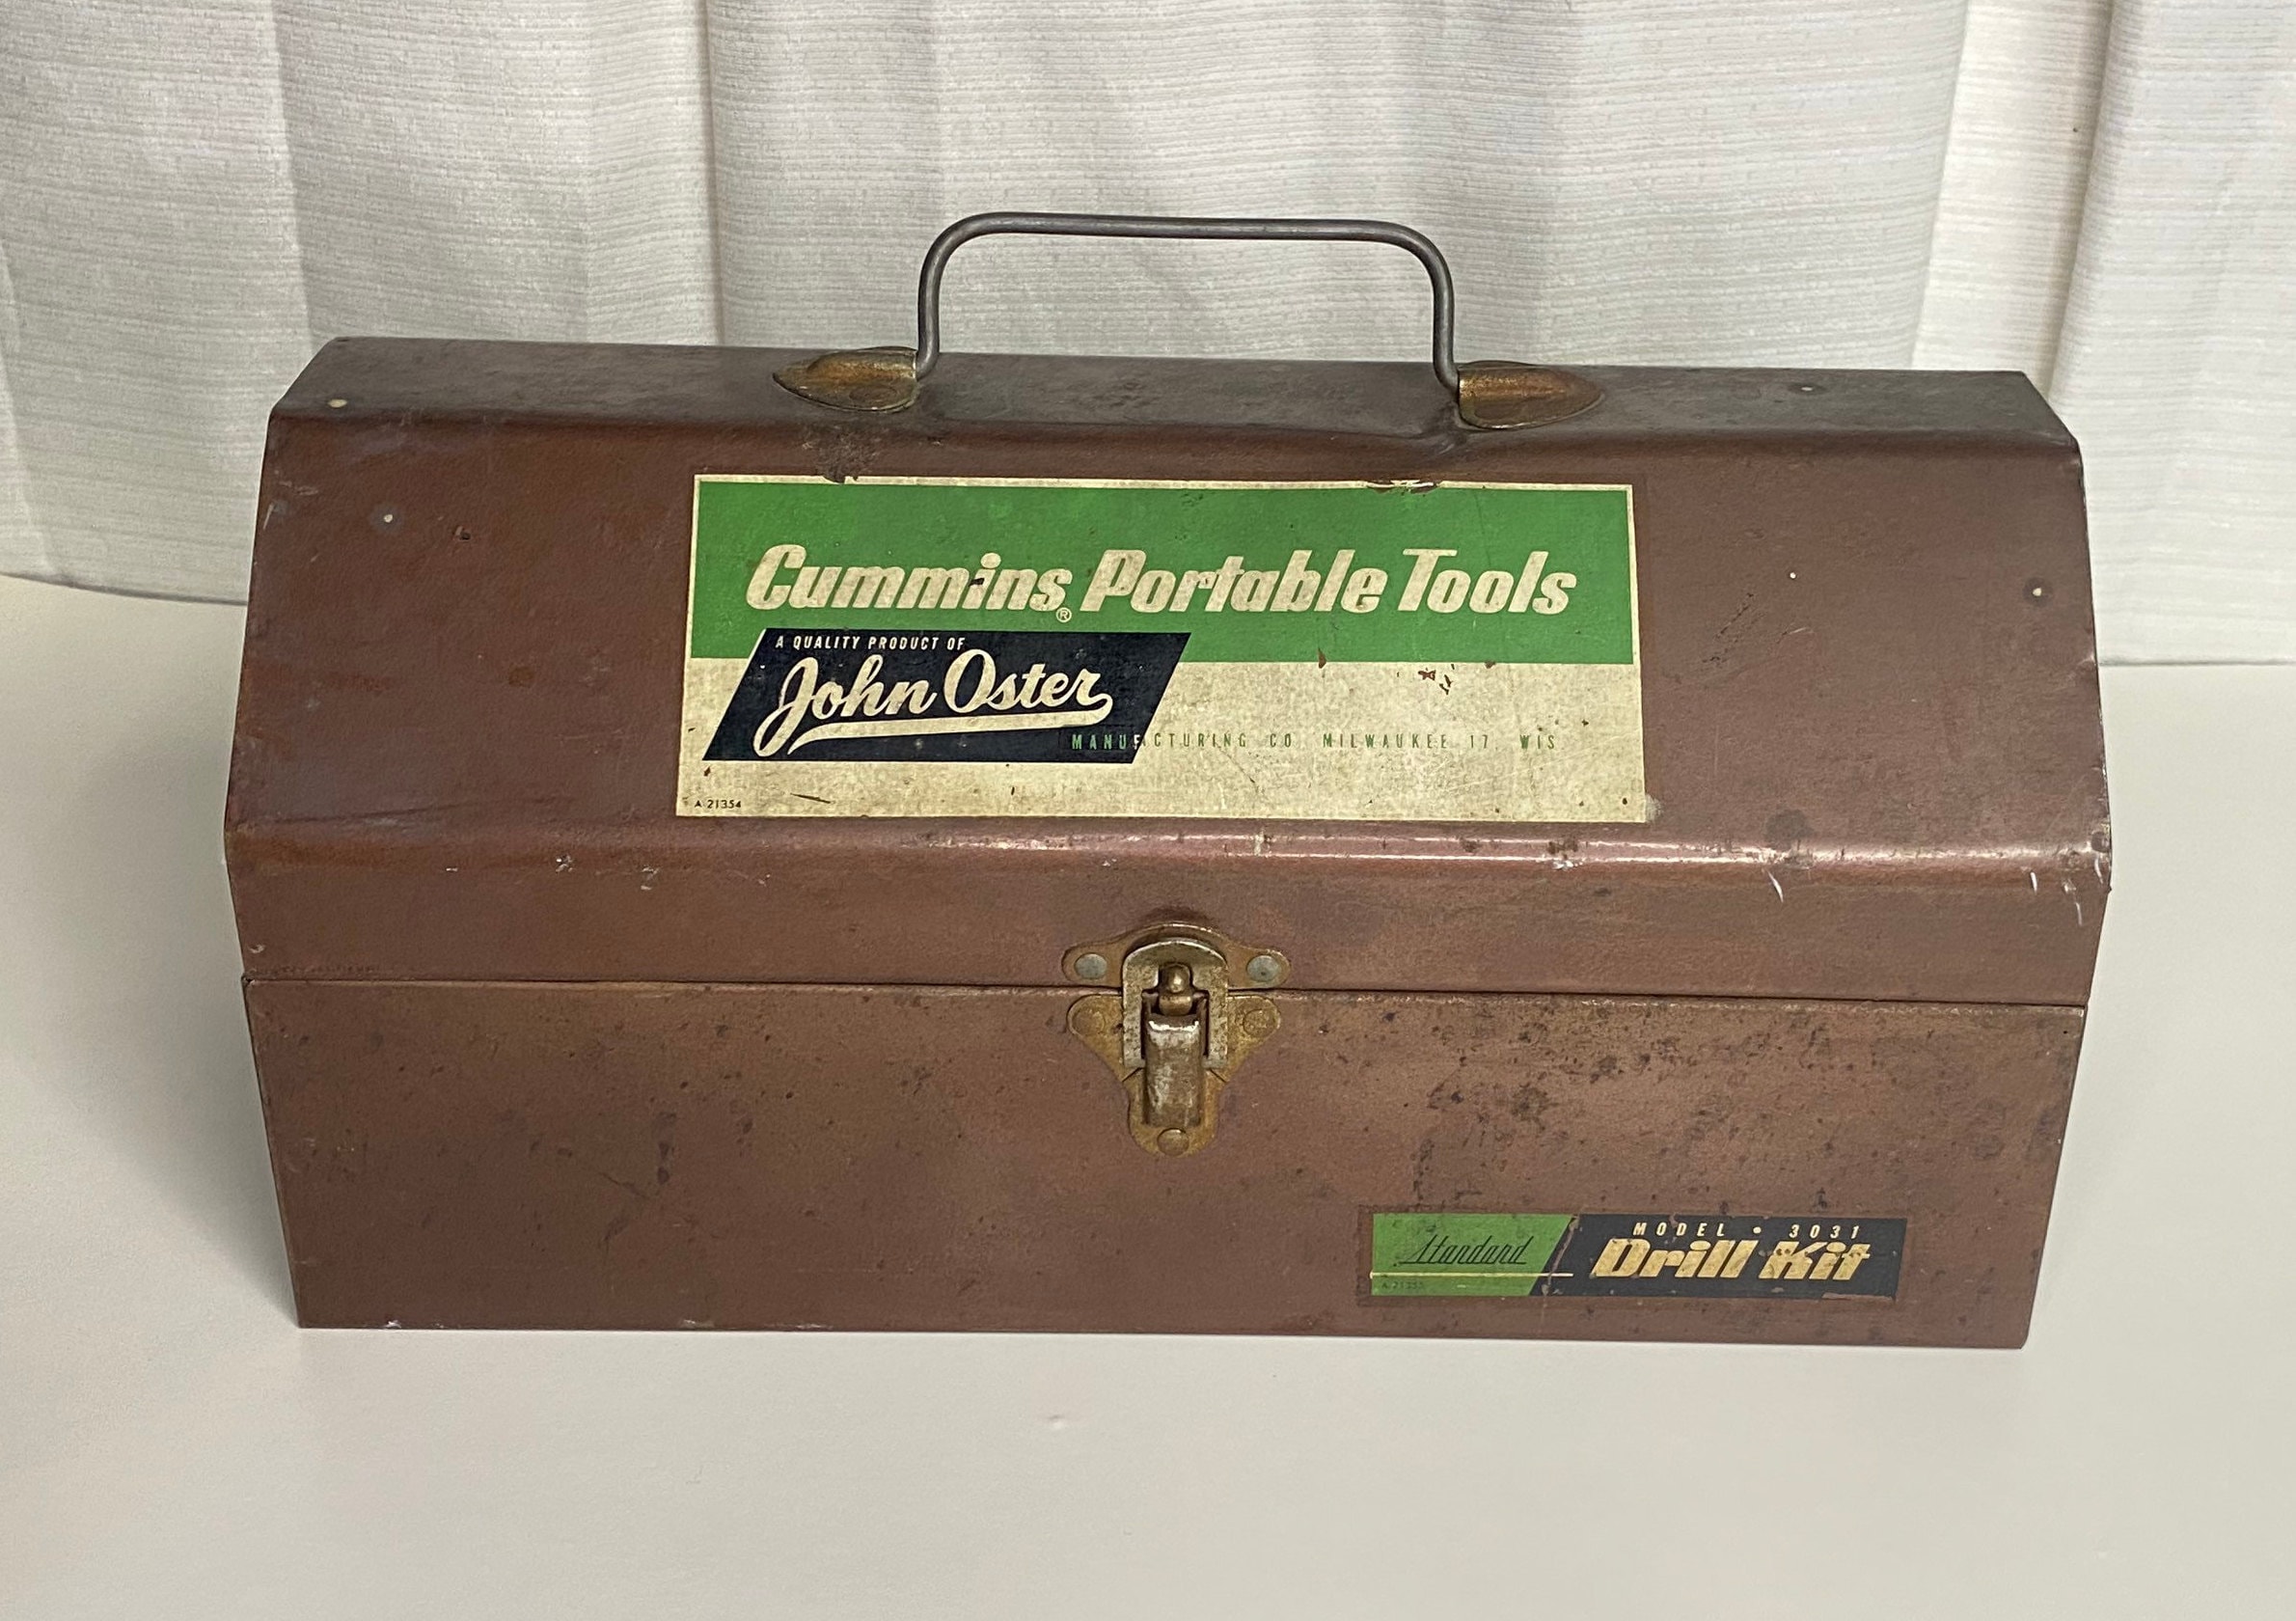 Cummins® Portable Tools
A QUALITY PRODUCT OF
John Oster
MANUFACTURING CO MILWAUKEE 17, WIS
A 21354
MODEL • 3031
Standard Drill Kit